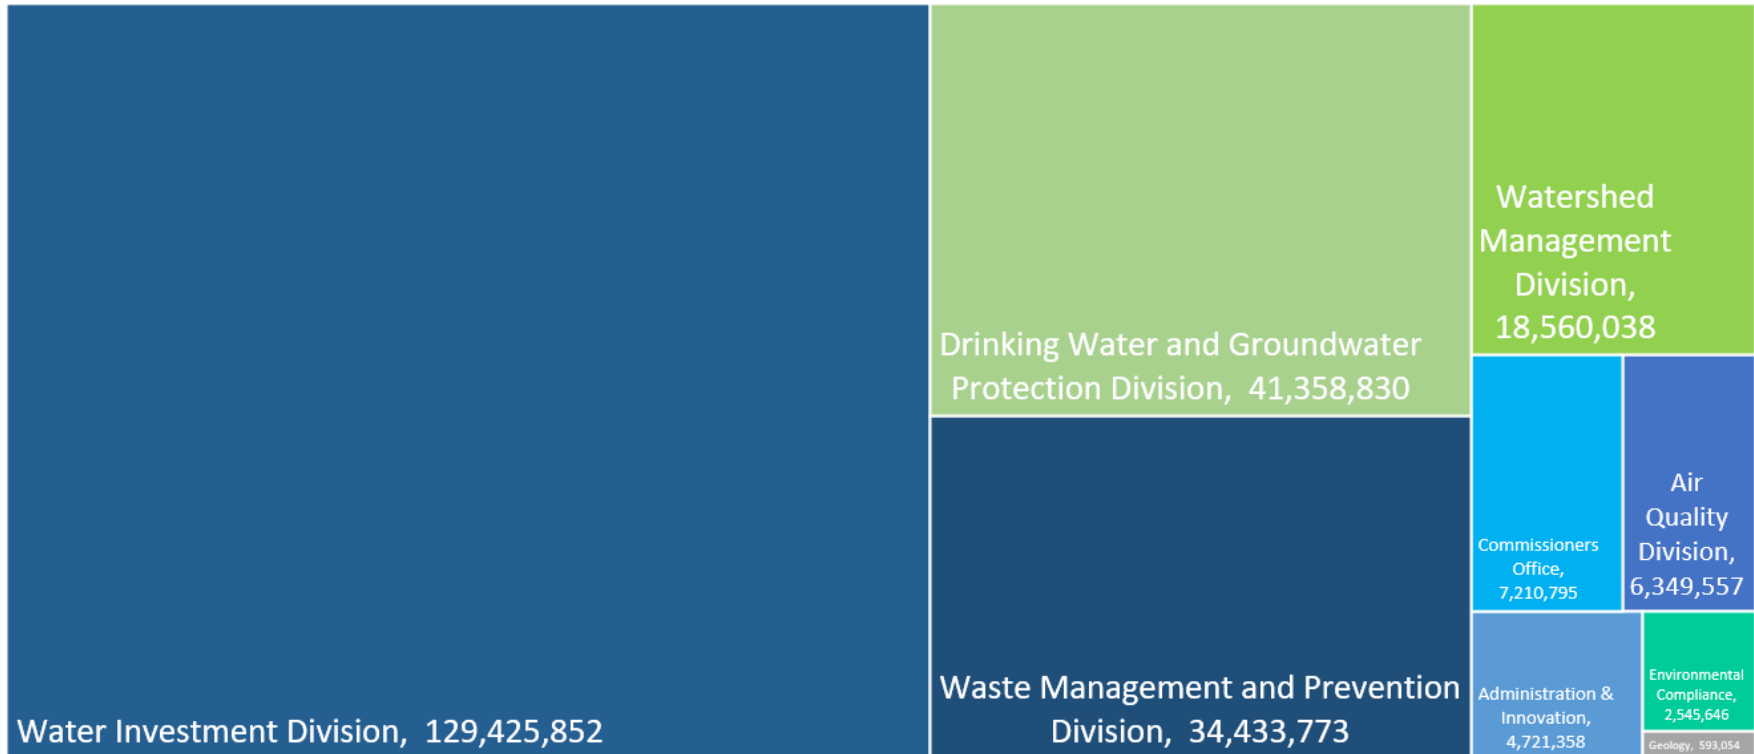 Water Investment Division, 129,425,852
Drinking Water and Groundwater
Protection Division, 41,358,830
Waste Management and Prevention
Division, 34,433,773
Watershed
Management
Division,
18,560,038
Commissioners
Office,
7,210,795
Air
Quality
Division,
6,349,557
Administration &
Innovation,
4,721,358
Environmental
Compliance,
2,545,646
Geology, 593,054